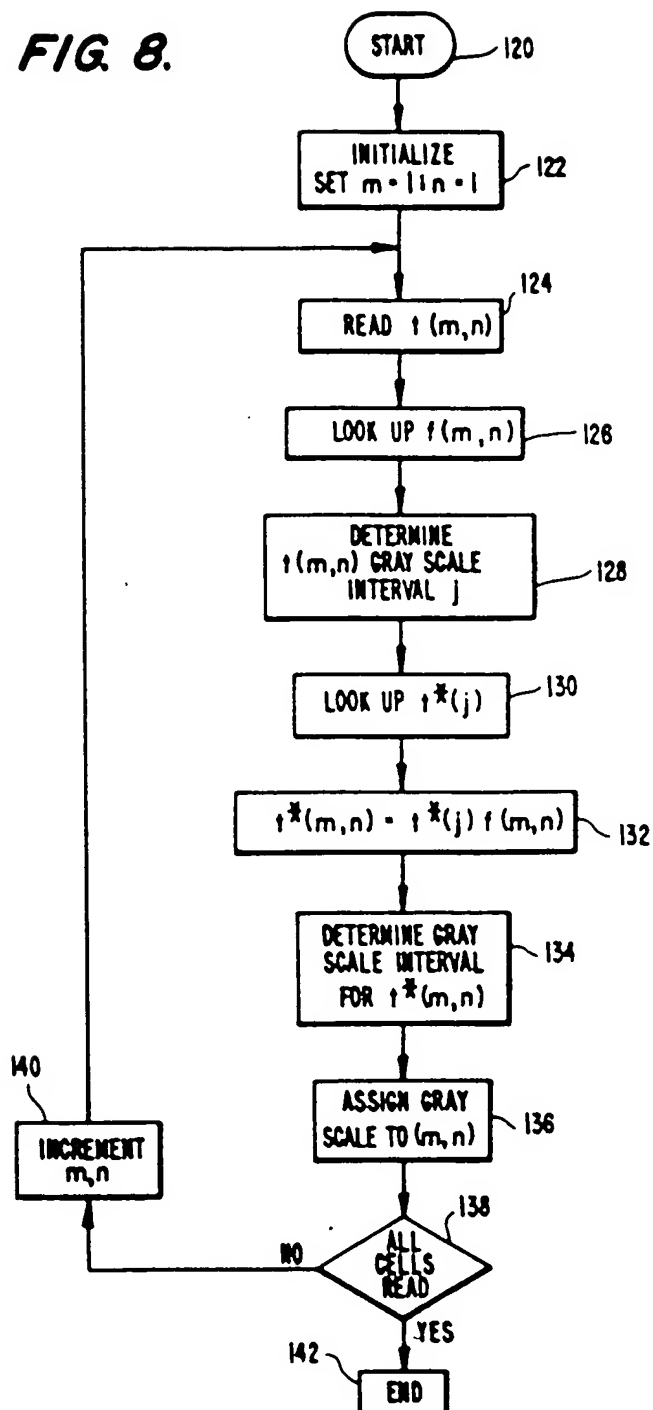 FIG. 8.
START
120
INITIALIZE
SET m = 1; n = 1
122
124
READ t(m,n)
LOOK UP f(m,n)
126
DETERMINE
t(m,n) GRAY SCALE
INTERVAL j
128
LOOK UP t*(j)
130
t*(m,n) = t*(j) f(m,n)
132
DETERMINE GRAY
SCALE INTERVAL
FOR t*(m,n)
134
ASSIGN GRAY
SCALE TO (m,n)
136
140
INCREMENT
m,n
138
ALL
CELLS
READ
NO
YES
142
END